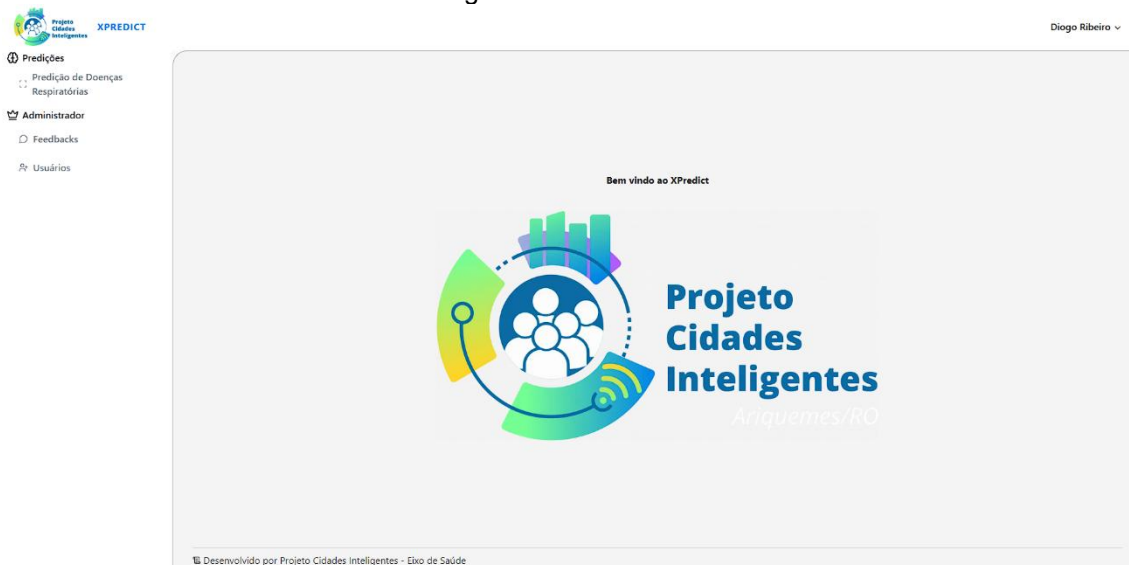 Projeto
Cidades
Inteligentes
XPREDICT
Diogo Ribeiro
Predições
Predição de Doenças
Respiratórias
Administrador
Feedbacks
Usuários
Bem vindo ao XPredict
Projeto
Cidades
Inteligentes
Ariquemes/RO
Desenvolvido por Projeto Cidades Inteligentes - Eixo de Saúde